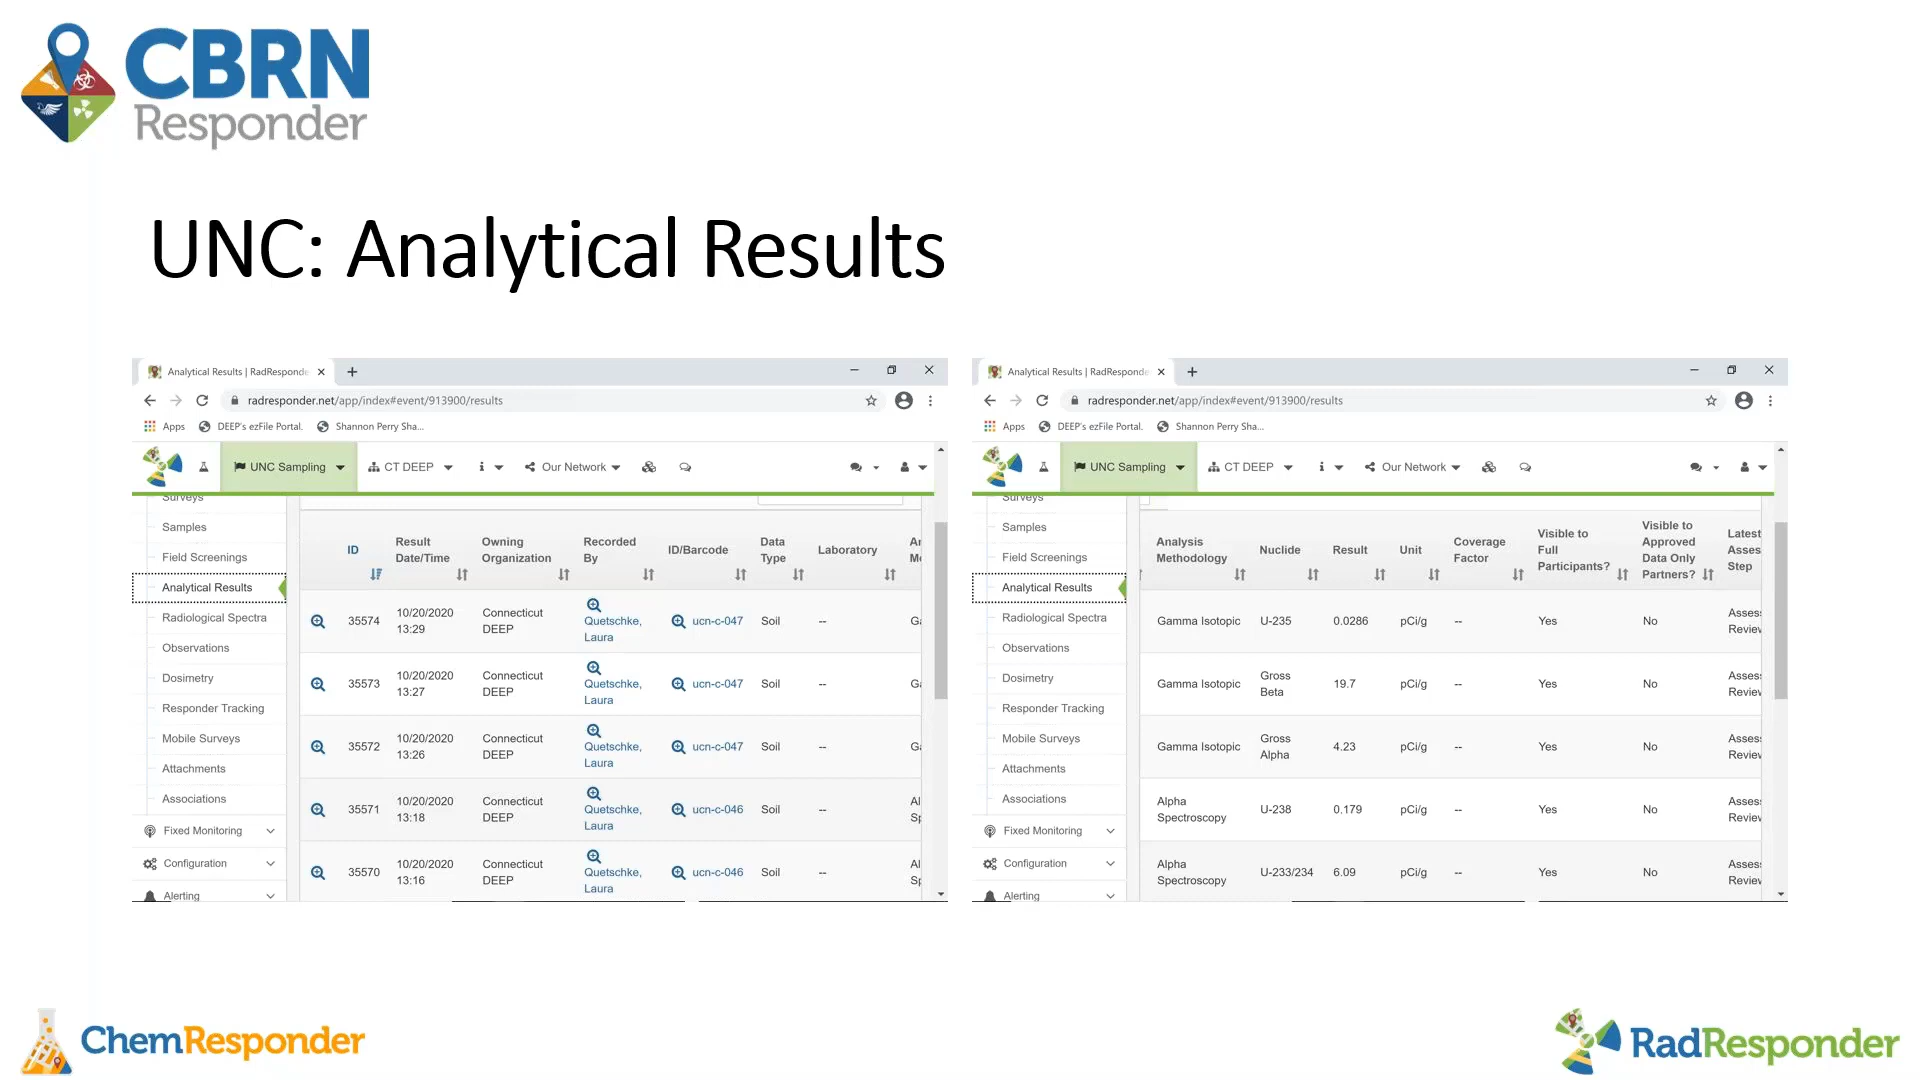 CBRN
Responder
UNC: Analytical Results
Analytical Results | RadResponde
radresponder.net/app/index#event/913900/results
Apps DEEP's ezFile Portal. Shannon Perry Sha...
UNC Sampling CT DEEP i Our Network
Surveys
Samples
Field Screenings
Analytical Results
Radiological Spectra
Observations
Dosimetry
Responder Tracking
Mobile Surveys
Attachments
Associations
Fixed Monitoring
Configuration
Alerting
ID Result Date/Time Owning Organization Recorded By ID/Barcode Data Type Laboratory
35574 10/20/2020 13:29 Connecticut DEEP Quetschke, Laura ucn-c-047 Soil --
35573 10/20/2020 13:27 Connecticut DEEP Quetschke, Laura ucn-c-047 Soil --
35572 10/20/2020 13:26 Connecticut DEEP Quetschke, Laura ucn-c-047 Soil --
35571 10/20/2020 13:18 Connecticut DEEP Quetschke, Laura ucn-c-046 Soil --
35570 10/20/2020 13:16 Connecticut DEEP Quetschke, Laura ucn-c-046 Soil --
Analytical Results | RadResponde
radresponder.net/app/index#event/913900/results
Apps DEEP's ezFile Portal. Shannon Perry Sha...
UNC Sampling CT DEEP i Our Network
Surveys
Samples
Field Screenings
Analytical Results
Radiological Spectra
Observations
Dosimetry
Responder Tracking
Mobile Surveys
Attachments
Associations
Fixed Monitoring
Configuration
Alerting
Analysis Methodology Nuclide Result Unit Coverage Factor Visible to Full Participants? Visible to Approved Data Only Partners? Latest Asses Step
Gamma Isotopic U-235 0.0286 pCi/g -- Yes No
Gamma Isotopic Gross Beta 19.7 pCi/g -- Yes No
Gamma Isotopic Gross Alpha 4.23 pCi/g -- Yes No
Alpha Spectroscopy U-238 0.179 pCi/g -- Yes No
Alpha Spectroscopy U-233/234 6.09 pCi/g -- Yes No
ChemResponder
RadResponder